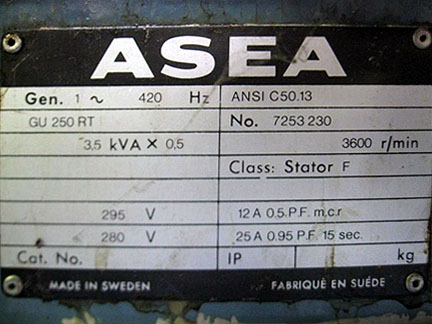 ASEA
Gen. 1 ~ 420 Hz ANSI C50.13
GU 250 RT No. 7253 230
3,5 kVA X 0,5 3600 r/min
Class: Stator F
295 V 12 A 0.5 P.F. m.c.r
280 V 25 A 0.95 P.F. 15 sec.
Cat. No. IP kg
MADE IN SWEDEN FABRIQUÉ EN SUÉDE